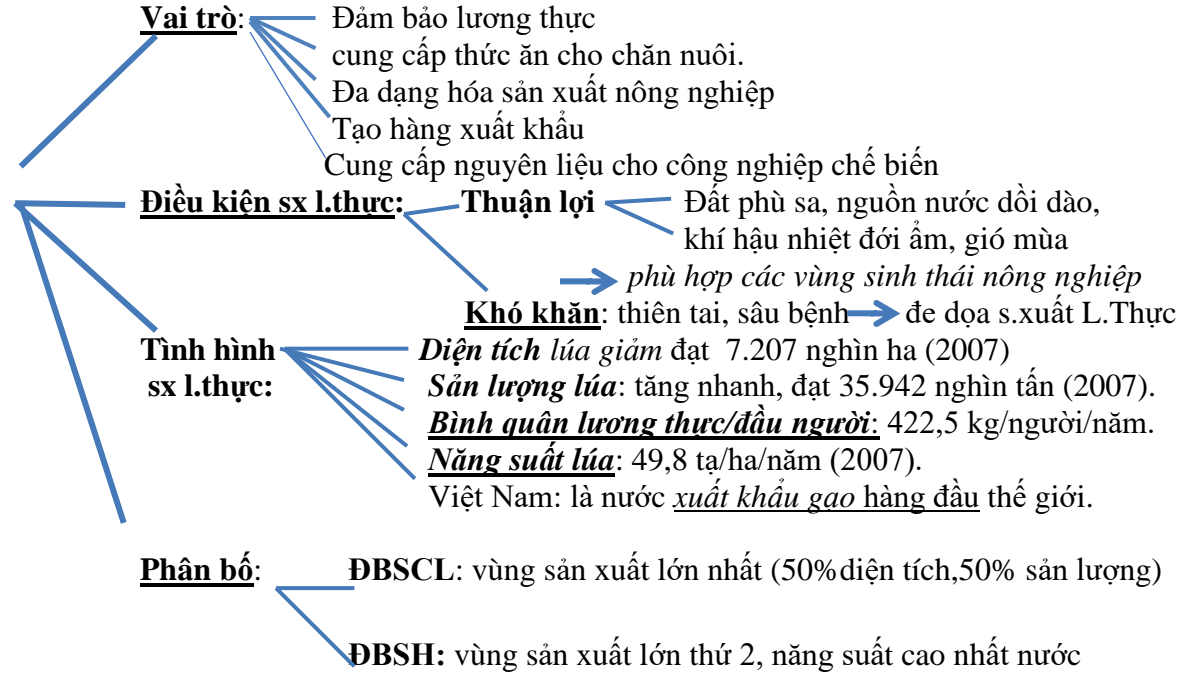 Vai trò: Đảm bảo lương thực
cung cấp thức ăn cho chăn nuôi.
Đa dạng hóa sản xuất nông nghiệp
Tạo hàng xuất khẩu
Cung cấp nguyên liệu cho công nghiệp chế biến
Điều kiện sx l.thực: Thuận lợi Đất phù sa, nguồn nước dồi dào,
khí hậu nhiệt đới ẩm, gió mùa
phù hợp các vùng sinh thái nông nghiệp
Khó khăn: thiên tai, sâu bệnh đe dọa s.xuất L.Thực
Tình hình Diện tích lúa giảm đạt 7.207 nghìn ha (2007)
sx l.thực: Sản lượng lúa: tăng nhanh, đạt 35.942 nghìn tấn (2007).
Bình quân lương thực/đầu người: 422,5 kg/người/năm.
Năng suất lúa: 49,8 tạ/ha/năm (2007).
Việt Nam: là nước xuất khẩu gạo hàng đầu thế giới.
Phân bố: ĐBSCL: vùng sản xuất lớn nhất (50%diện tích,50% sản lượng)
ĐBSH: vùng sản xuất lớn thứ 2, năng suất cao nhất nước